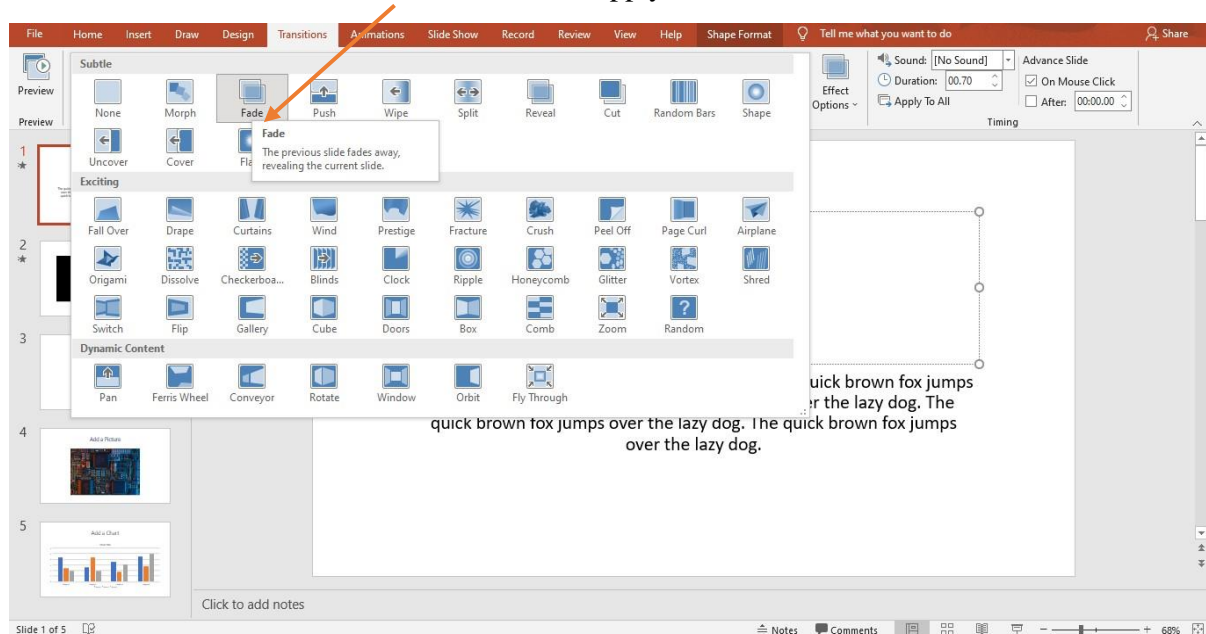 apply
File Home Insert Draw Design Transitions Animations Slide Show Record Review View Help Shape Format Tell me what you want to do Share
Preview
Preview
Subtle
None Morph Fade Push Wipe Split Reveal Cut Random Bars Shape
Uncover Cover
Fade
The previous slide fades away,
revealing the current slide.
Exciting
Fall Over Drape Curtains Wind Prestige Fracture Crush Peel Off Page Curl Airplane
Origami Dissolve Checkerboa... Blinds Clock Ripple Honeycomb Glitter Vortex Shred
Switch Flip Gallery Cube Doors Box Comb Zoom Random
Dynamic Content
Pan Ferris Wheel Conveyor Rotate Window Orbit Fly Through
Effect
Options
Sound: [No Sound]
Duration: 00.70
Apply To All
Advance Slide
On Mouse Click
After: 00:00.00
Timing
1
2
3
4
Add a Picture
5
Add a Chart
uick brown fox jumps
er the lazy dog. The
quick brown fox jumps over the lazy dog. The quick brown fox jumps
over the lazy dog.
Click to add notes
Slide 1 of 5 Notes Comments 68%